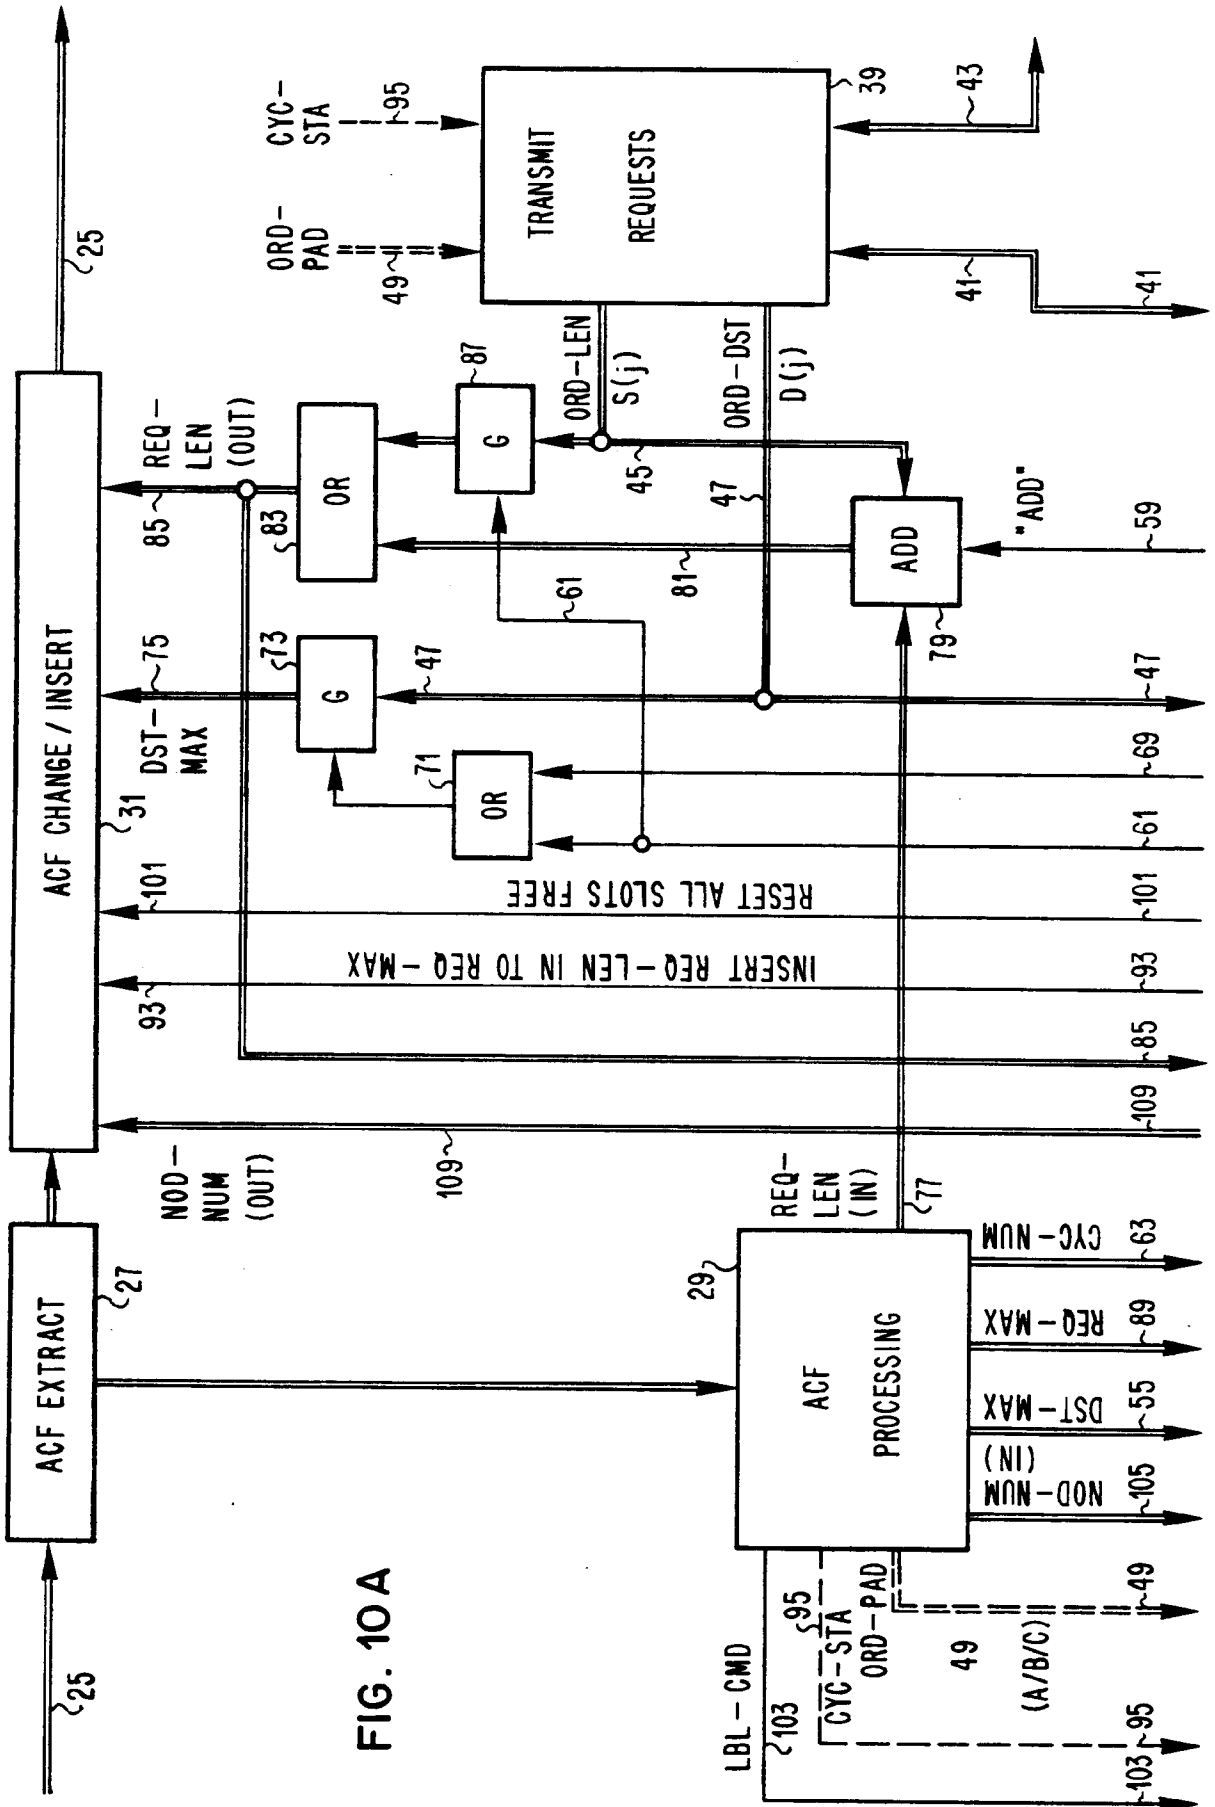 FIG. 10A
25
ACF EXTRACT
27
ACF CHANGE / INSERT
31
25
NOD-
NUM
(OUT)
109
93
101
DST-
MAX
75
85
REQ-
LEN
(OUT)
INSERT REQ-LEN IN TO REQ-MAX
RESET ALL SLOTS FREE
G
73
OR
83
OR
71
47
61
81
G
87
ORD-LEN
S(j)
45
ORD-DST
D(j)
47
ORD-
PAD
49
CYC-
STA
95
TRANSMIT
REQUESTS
39
41
43
ADD
79
"ADD"
REQ-
LEN
(IN)
77
29
ACF
PROCESSING
LBL-CMD
103
95
CYC-STA
ORD-PAD
49
(A/B/C)
NOD-NUM
(IN)
DST-MAX
REQ-MAX
CYC-NUM
103
95
49
105
55
89
63
109
85
93
101
61
69
47
59
41